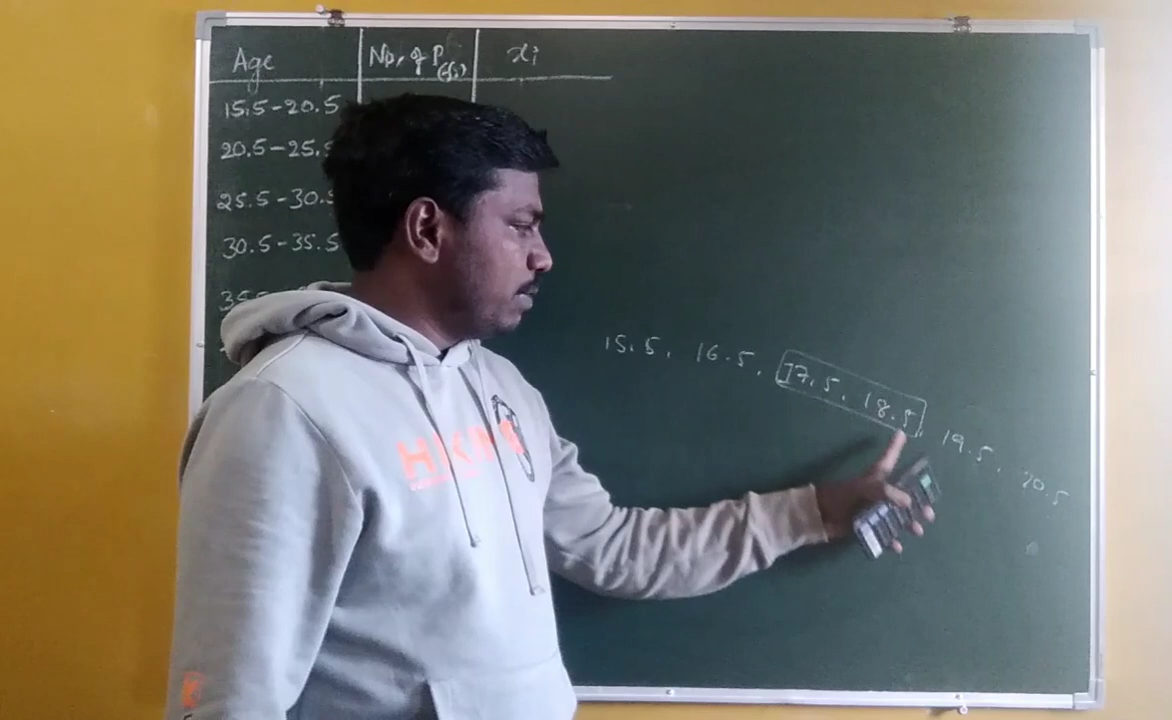 Age No. of P (fi) xi
15.5-20.5
20.5-25.5
25.5-30.5
30.5-35.5
15.5, 16.5, 17.5, 18.5, 19.5, 20.5